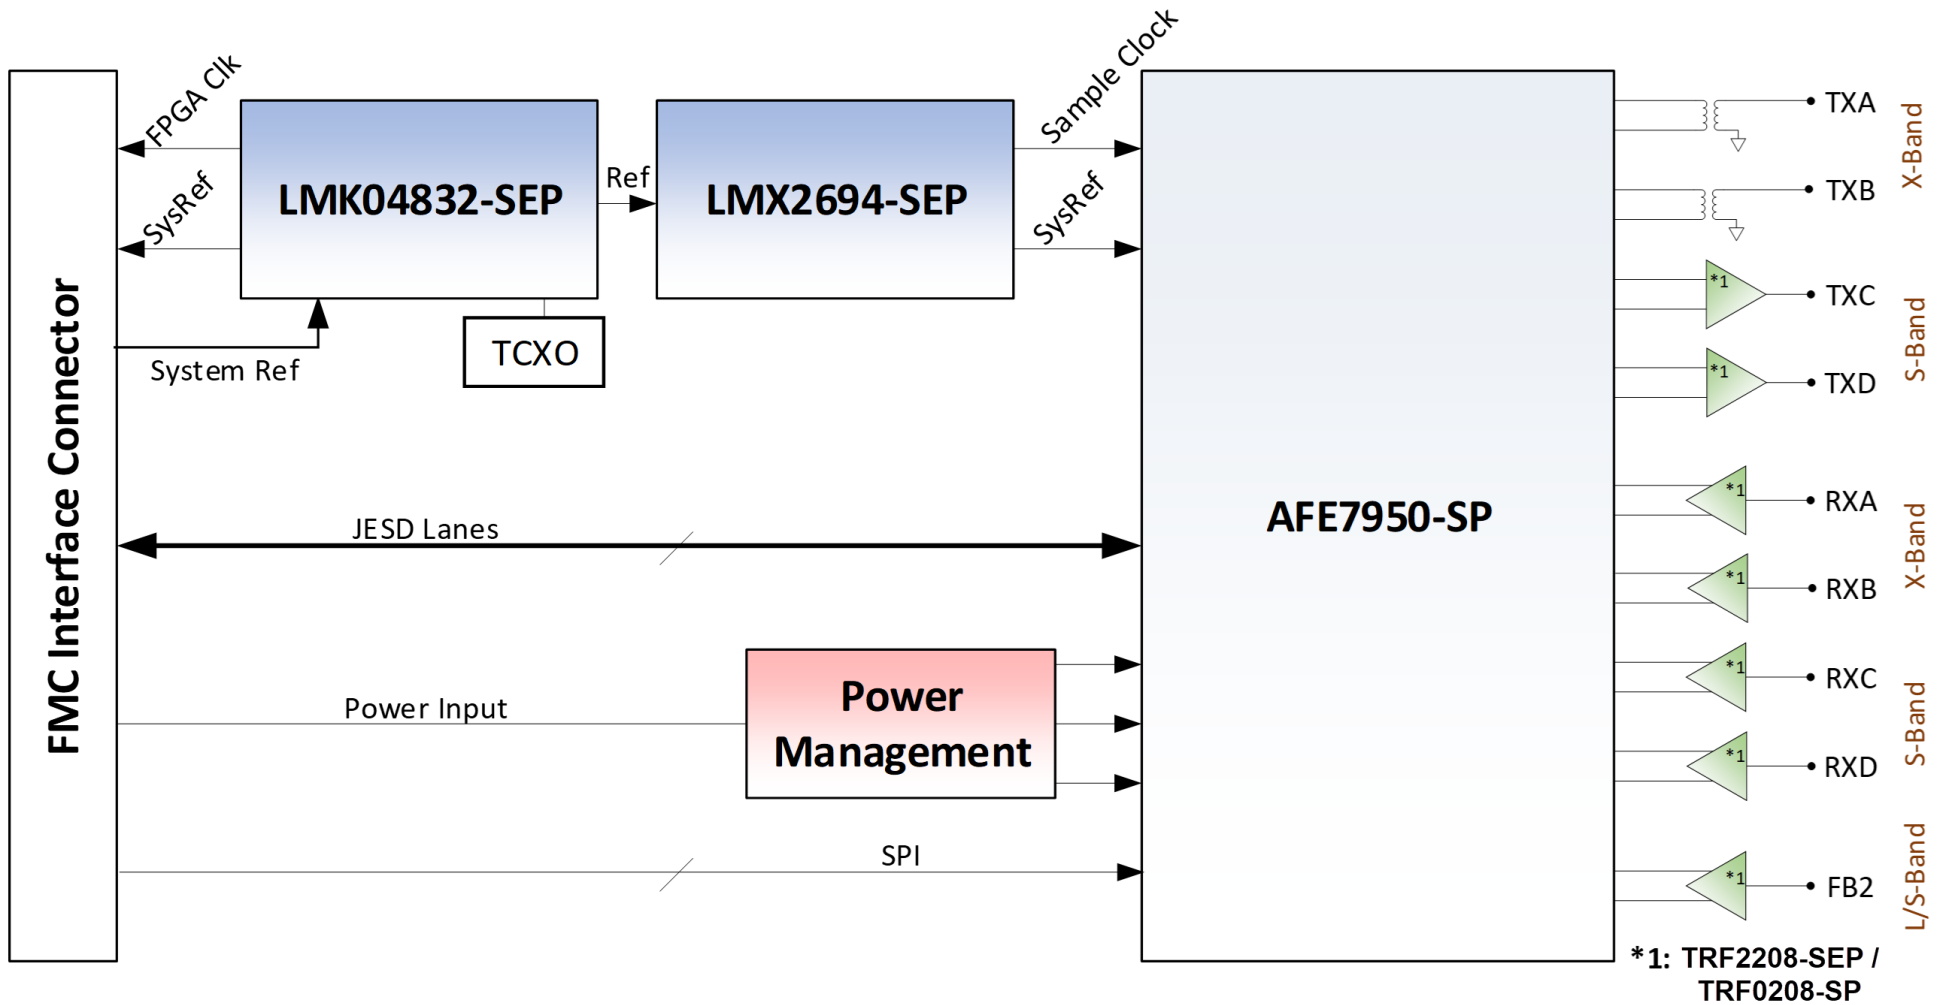 FMC Interface Connector
FPGA Clk
SysRef
System Ref
LMK04832-SEP
TCXO
Ref
LMX2694-SEP
Sample Clock
SysRef
JESD Lanes
Power Input
Power
Management
SPI
AFE7950-SP
TXA
TXB
X-Band
*1
TXC
*1
TXD
S-Band
*1
RXA
*1
RXB
X-Band
*1
RXC
*1
RXD
S-Band
*1
FB2
L/S-Band
*1: TRF2208-SEP /
TRF0208-SP